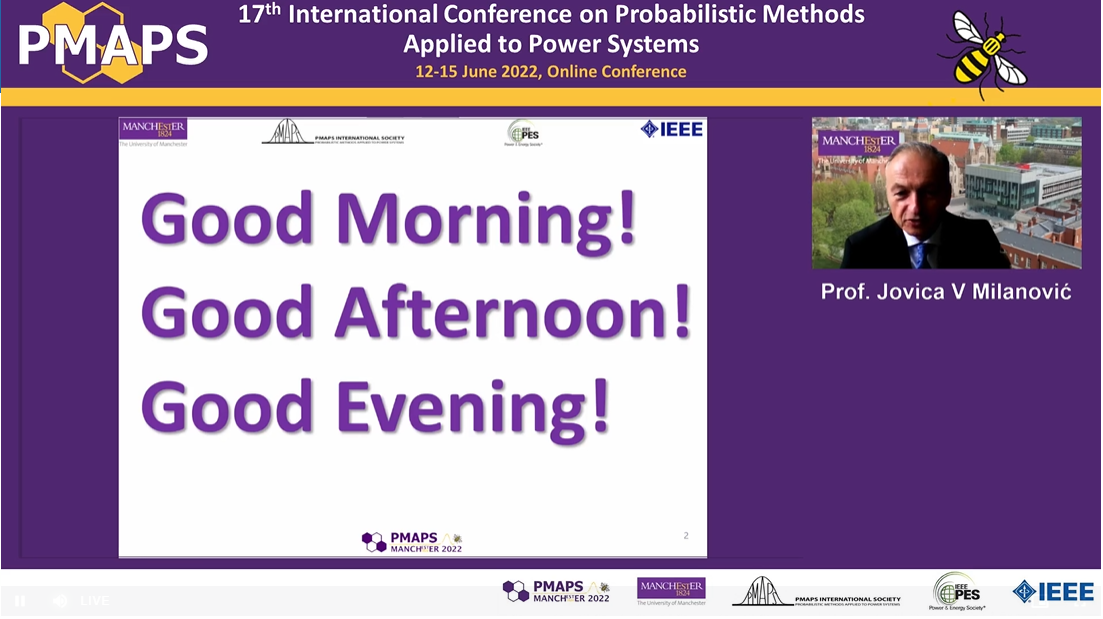 PMAPS
17th International Conference on Probabilistic Methods
Applied to Power Systems
12-15 June 2022, Online Conference
MANCHESTER
1824
The University of Manchester
PMAPS
PMAPS INTERNATIONAL SOCIETY
PROBABILISTIC METHODS APPLIED TO POWER SYSTEMS
IEEE
PES
Power & Energy Society®
IEEE
Good Morning!
Good Afternoon!
Good Evening!
PMAPS
MANCHESTER 2022
2
MANCHESTER
1824
The University of Manchester
Prof. Jovica V Milanović
LIVE
PMAPS
MANCHESTER 2022
MANCHESTER
1824
The University of Manchester
PMAPS
PMAPS INTERNATIONAL SOCIETY
PROBABILISTIC METHODS APPLIED TO POWER SYSTEMS
IEEE
PES
Power & Energy Society®
IEEE